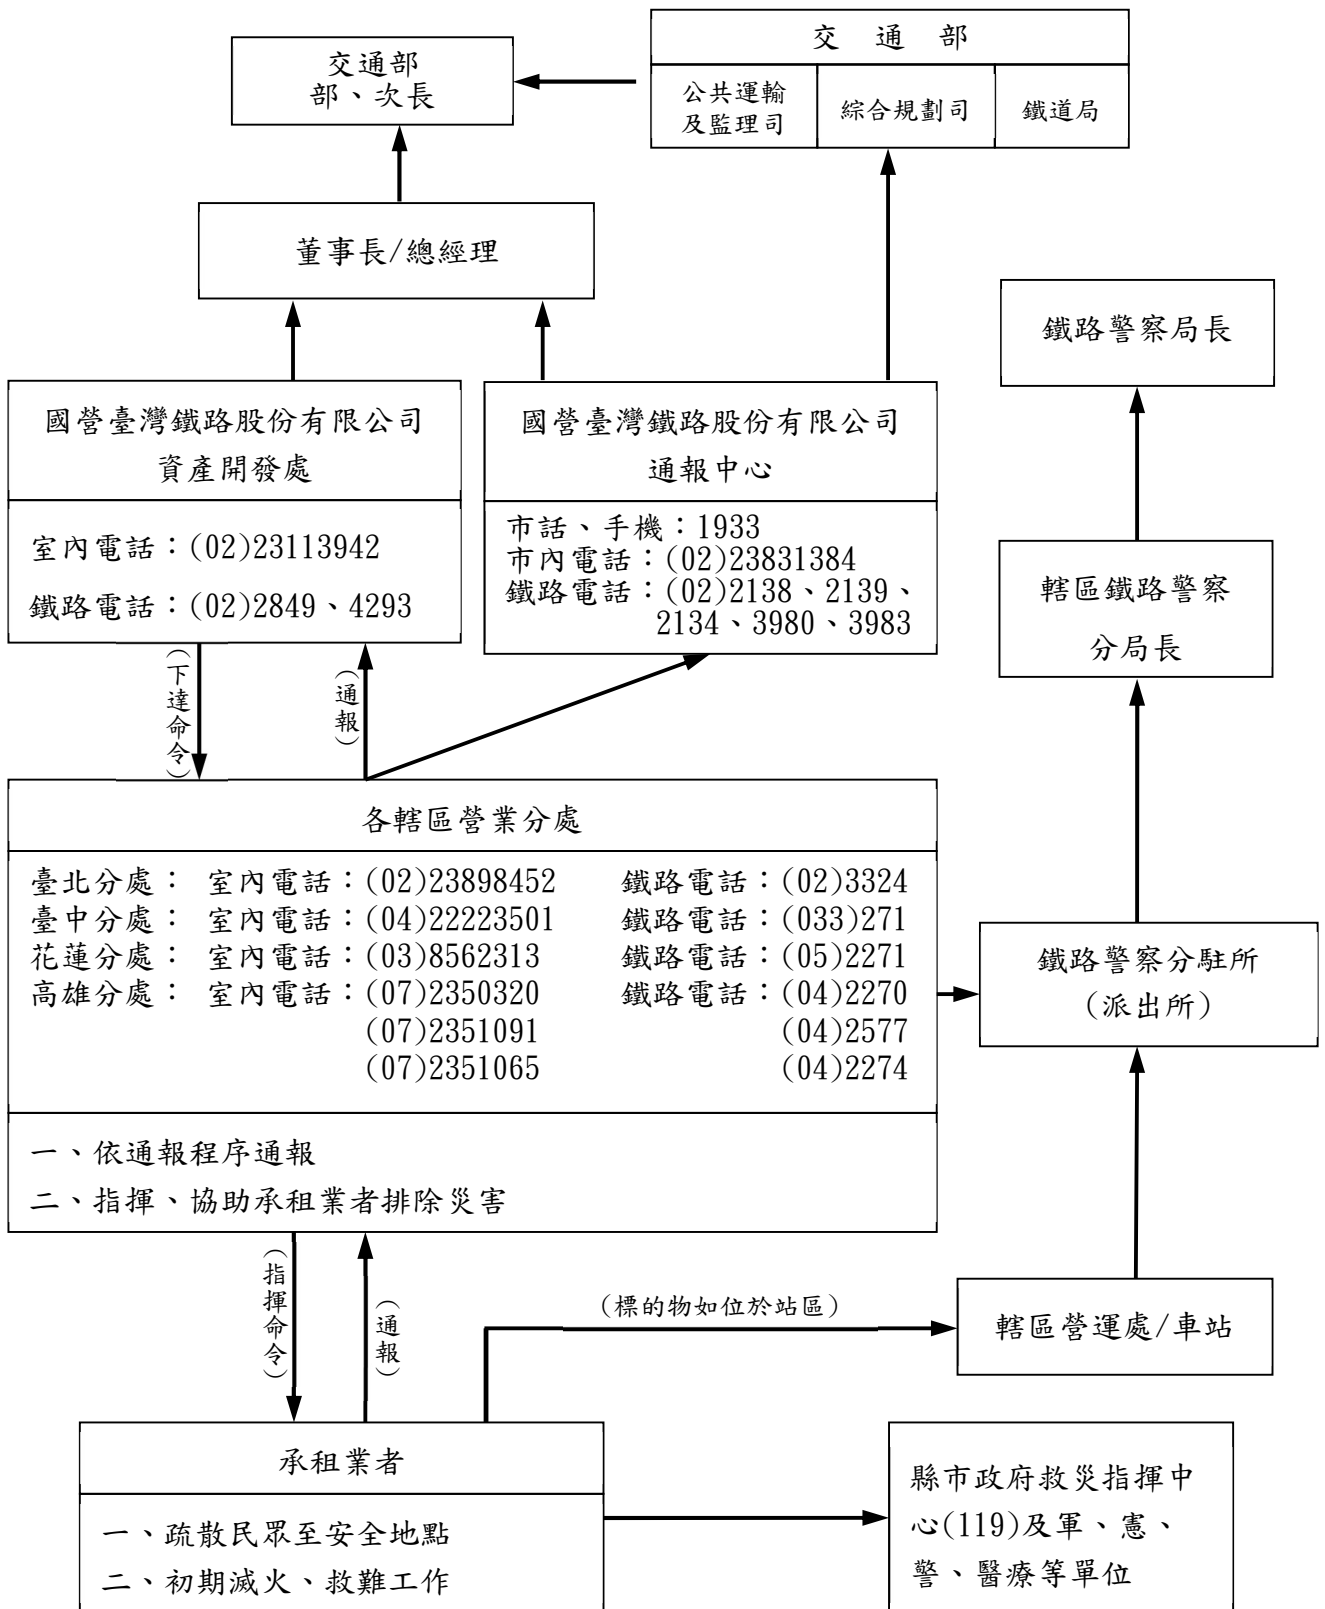 交通部
部、次長
交通部
公共運輸
及監理司
綜合規劃司
鐵道局
董事長/總經理
鐵路警察局長
國營臺灣鐵路股份有限公司
資產開發處
室內電話：(02)23113942
鐵路電話：(02)2849、4293
國營臺灣鐵路股份有限公司
通報中心
市話、手機：1933
市內電話：(02)23831384
鐵路電話：(02)2138、2139、
2134、3980、3983
轄區鐵路警察
分局長
(下達命令)
(通報)
各轄區營業分處
臺北分處： 室內電話：(02)23898452 鐵路電話：(02)3324
臺中分處： 室內電話：(04)22223501 鐵路電話：(033)271
花蓮分處： 室內電話：(03)8562313 鐵路電話：(05)2271
高雄分處： 室內電話：(07)2350320 鐵路電話：(04)2270
(07)2351091 (04)2577
(07)2351065 (04)2274
一、依通報程序通報
二、指揮、協助承租業者排除災害
鐵路警察分駐所
(派出所)
(指揮命令)
(通報)
(標的物如位於站區)
轄區營運處/車站
承租業者
一、疏散民眾至安全地點
二、初期滅火、救難工作
縣市政府救災指揮中
心(119)及軍、憲、
警、醫療等單位